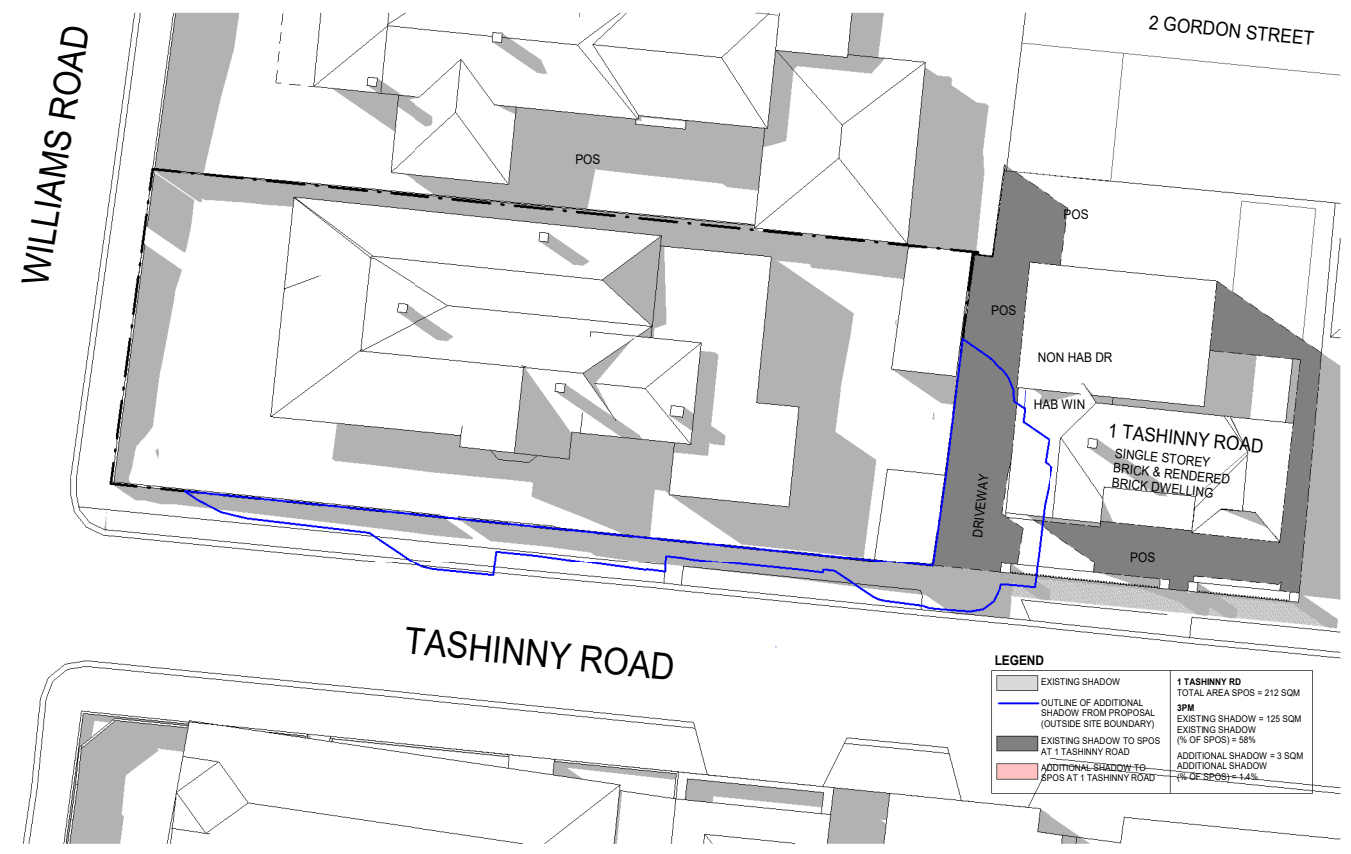 2 GORDON STREET
WILLIAMS ROAD
POS
POS
POS
NON HAB DR
HAB WIN
1 TASHINNY ROAD
SINGLE STOREY
BRICK & RENDERED
BRICK DWELLING
DRIVEWAY
POS
TASHINNY ROAD
LEGEND
EXISTING SHADOW
OUTLINE OF ADDITIONAL
SHADOW FROM PROPOSAL
(OUTSIDE SITE BOUNDARY)
EXISTING SHADOW TO SPOS
AT 1 TASHINNY ROAD
ADDITIONAL SHADOW TO
SPOS AT 1 TASHINNY ROAD
1 TASHINNY RD
TOTAL AREA SPOS = 212 SQM
3PM
EXISTING SHADOW = 125 SQM
EXISTING SHADOW
(% OF SPOS) = 58%
ADDITIONAL SHADOW = 3 SQM
ADDITIONAL SHADOW
(% OF SPOS) = 1.4%